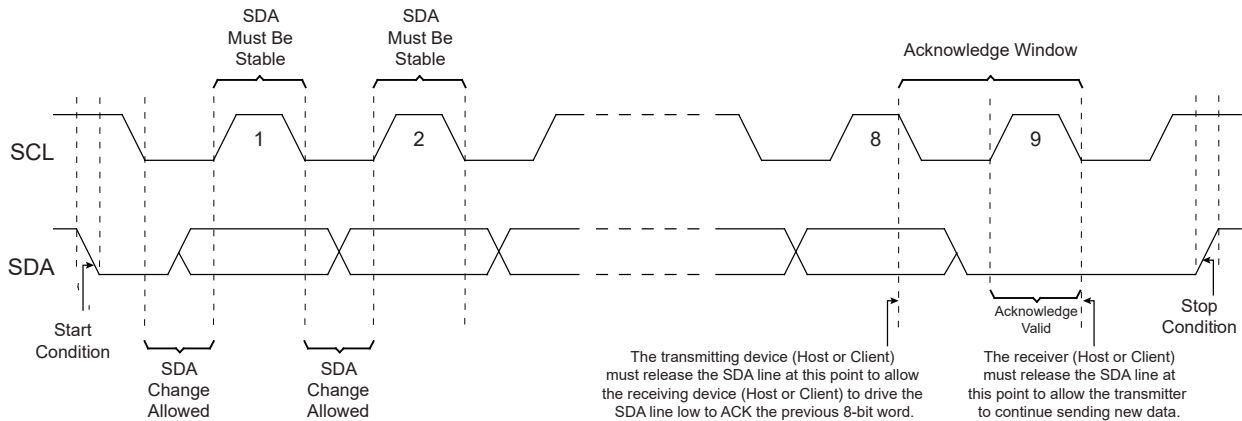 SDA
Must Be
Stable
SDA
Must Be
Stable
Acknowledge Window
SCL
1
2
8
9
SDA
Start
Condition
SDA
Change
Allowed
SDA
Change
Allowed
Acknowledge
Valid
Stop
Condition
The transmitting device (Host or Client)
must release the SDA line at this point to allow
the receiving device (Host or Client) to drive the
SDA line low to ACK the previous 8-bit word.
The receiver (Host or Client)
must release the SDA line at
this point to allow the transmitter
to continue sending new data.